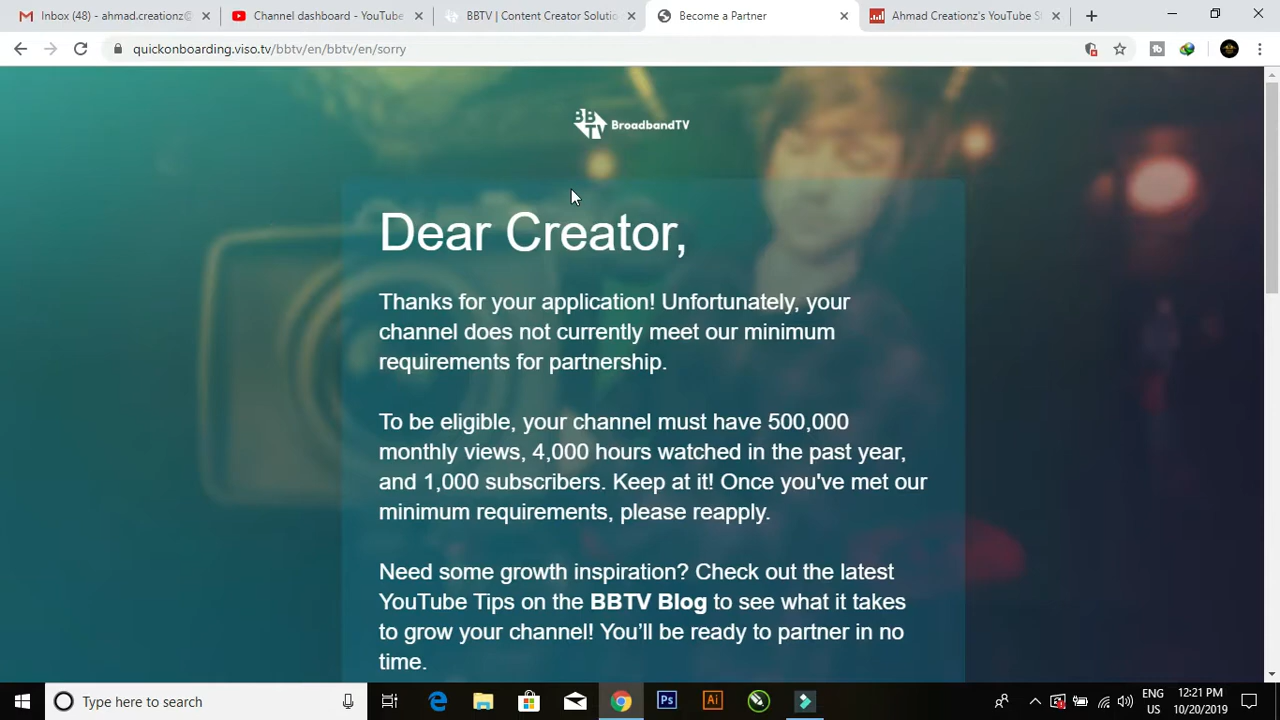 Inbox (48) - ahmad.creationz@
Channel dashboard - YouTube
BBTV | Content Creator Solutio
Become a Partner
Ahmad Creationz's YouTube S
quickonboarding.viso.tv/bbtv/en/bbtv/en/sorry
BB
TV
BroadbandTV
Dear Creator,
Thanks for your application! Unfortunately, your
channel does not currently meet our minimum
requirements for partnership.
To be eligible, your channel must have 500,000
monthly views, 4,000 hours watched in the past year,
and 1,000 subscribers. Keep at it! Once you've met our
minimum requirements, please reapply.
Need some growth inspiration? Check out the latest
YouTube Tips on the BBTV Blog to see what it takes
to grow your channel! You’ll be ready to partner in no
time.
Type here to search
Ps
Ai
ENG
US
12:21 PM
10/20/2019